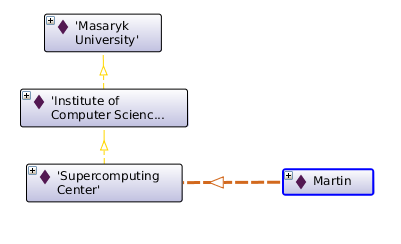 'Masaryk
University'
'Institute of
Computer Scienc...
'Supercomputing
Center'
Martin